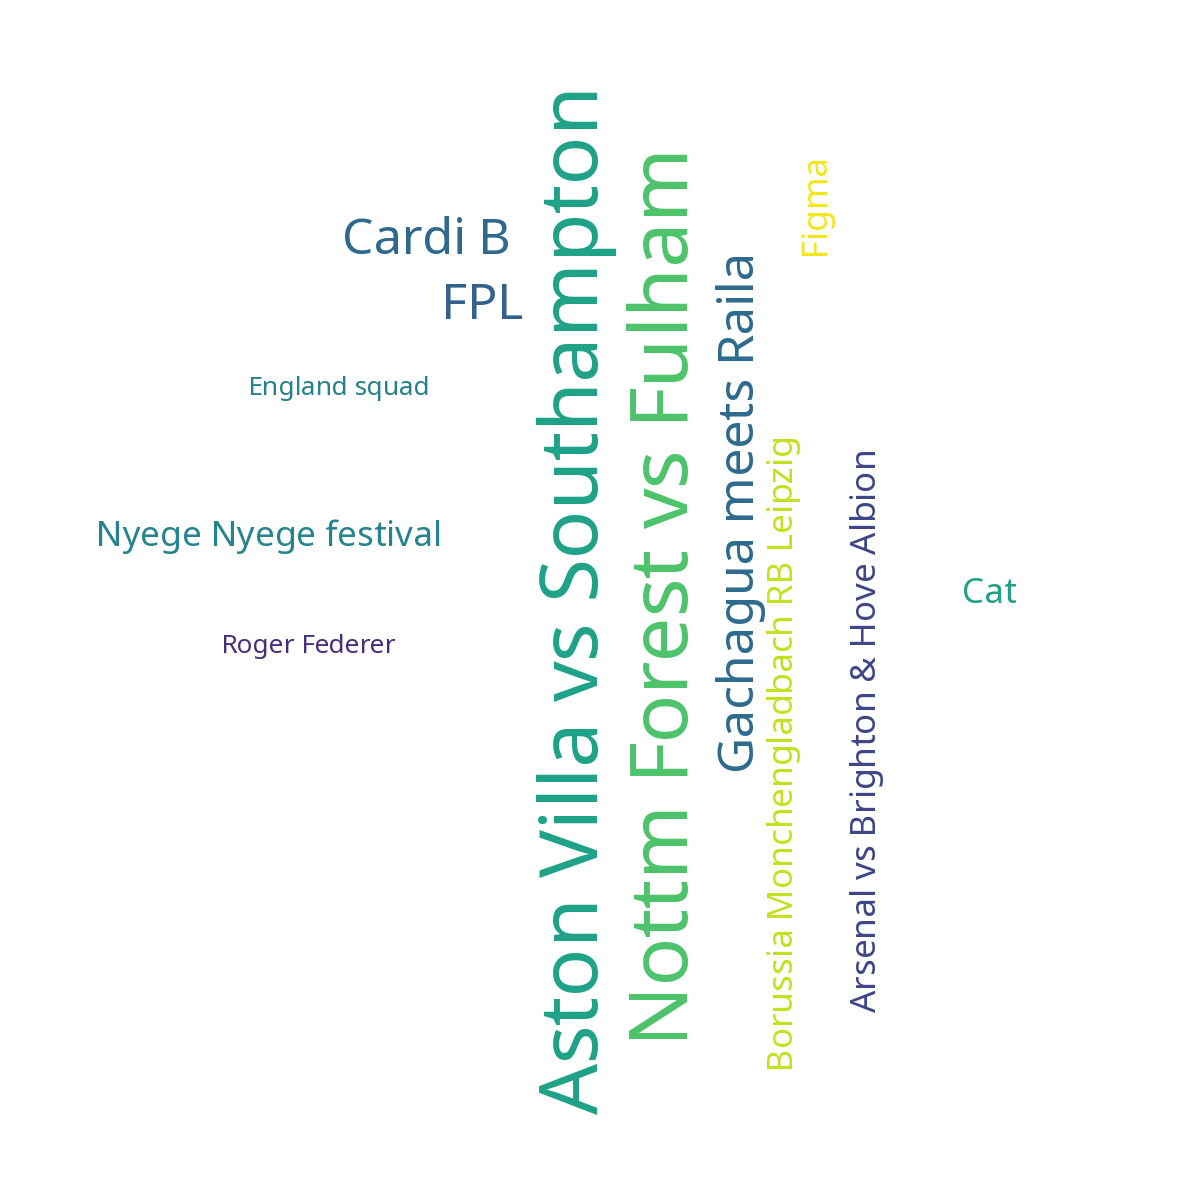 Cardi B
FPL
England squad
Nyege Nyege festival
Roger Federer
Aston Villa vs Southampton
Nottm Forest vs Fulham
Gachagua meets Raila
Borussia Monchengladbach RB Leipzig
Figma
Arsenal vs Brighton & Hove Albion
Cat